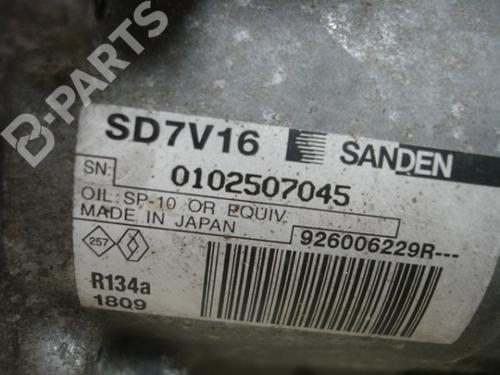 B-PARTS
SD7V16 SANDEN
SN: 0102507045
OIL: SP-10 OR EQUIV.
MADE IN JAPAN 926006229R---
257
R134a
1809